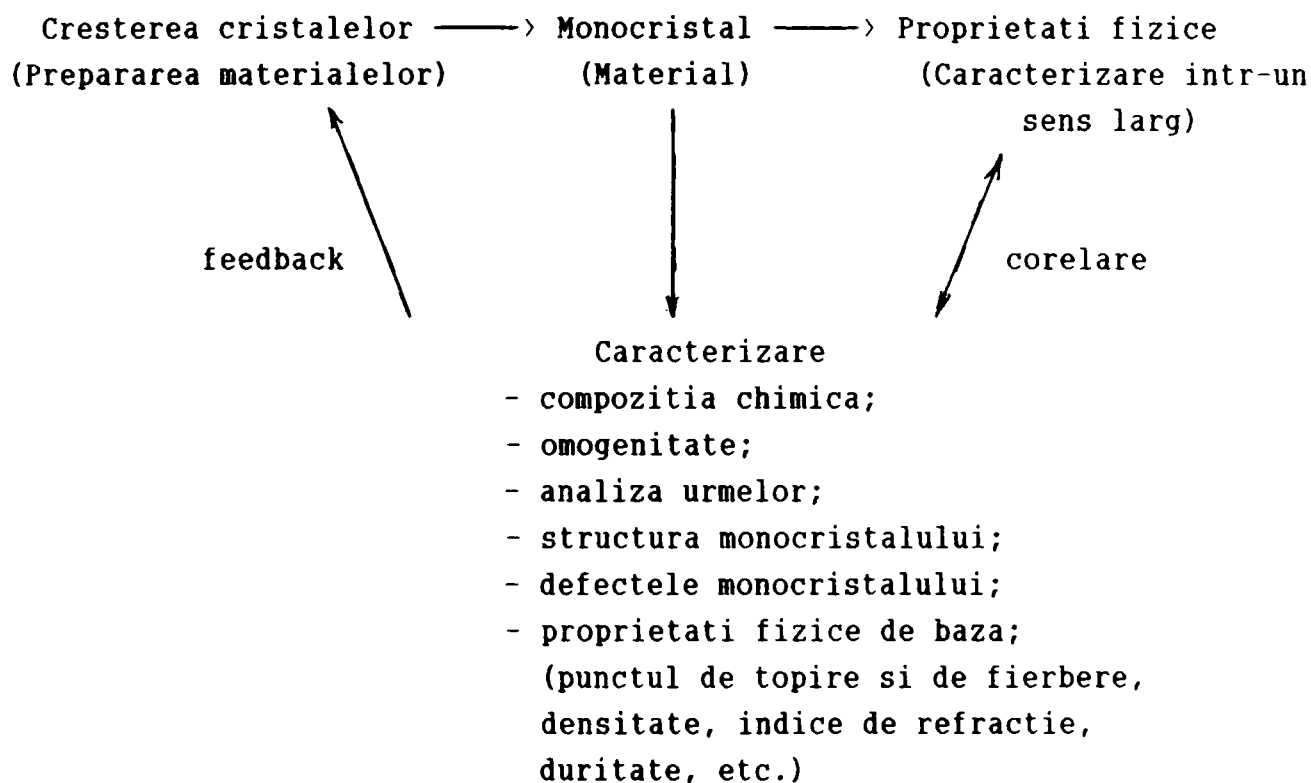 Cresterea cristalelor ——> Monocristal ——> Proprietati fizice
(Prepararea materialelor) (Material) (Caracterizare intr-un
sens larg)
feedback corelare
Caracterizare
- compozitia chimica;
- omogenitate;
- analiza urmelor;
- structura monocristalului;
- defectele monocristalului;
- proprietati fizice de baza;
(punctul de topire si de fierbere,
densitate, indice de refractie,
duritate, etc.)